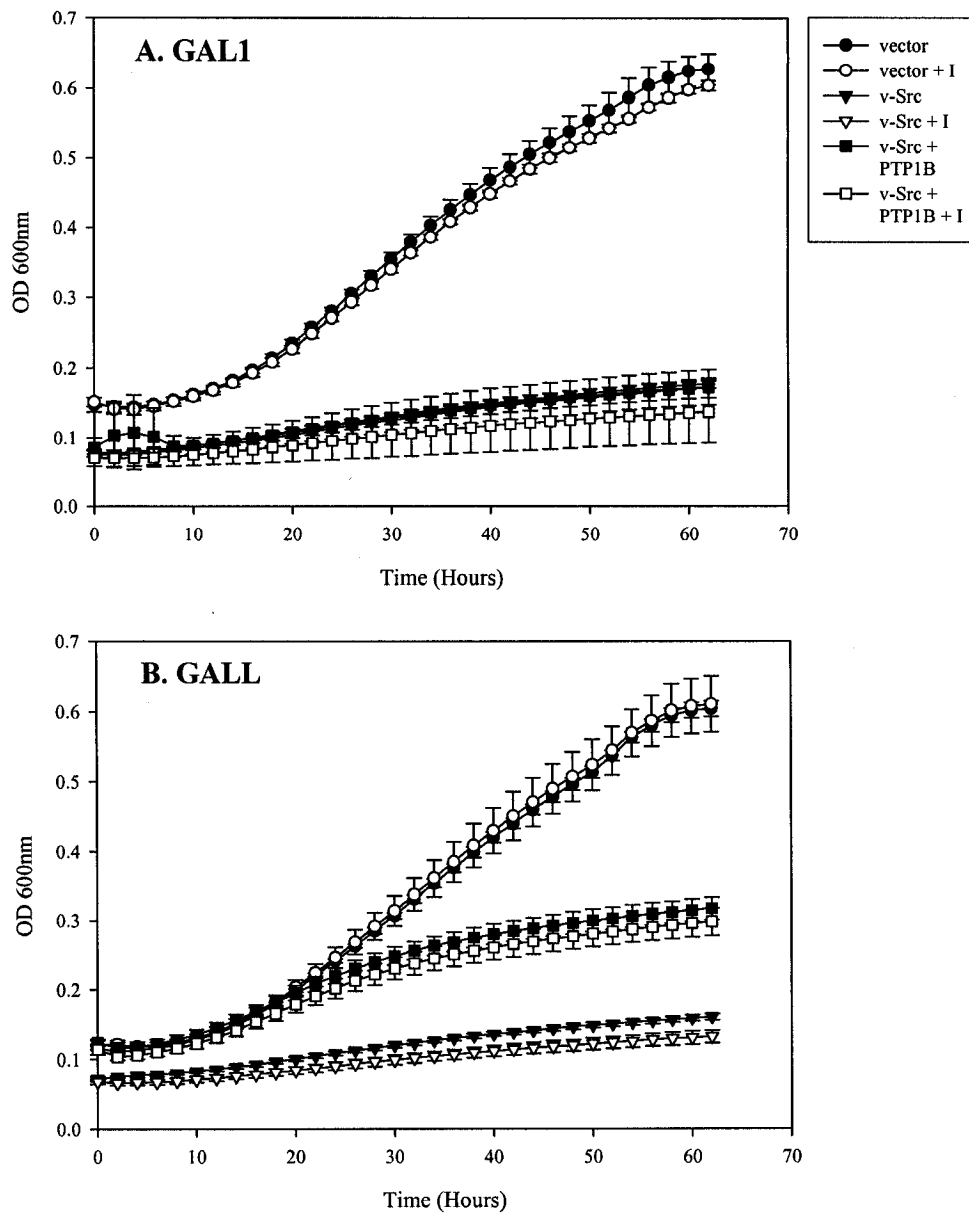 A. GAL1
vector
vector + I
v-Src
v-Src + I
v-Src +
PTP1B
v-Src +
PTP1B + I
OD 600nm
0.7
0.6
0.5
0.4
0.3
0.2
0.1
0.0
0 10 20 30 40 50 60 70
Time (Hours)
B. GALL
OD 600nm
0.7
0.6
0.5
0.4
0.3
0.2
0.1
0.0
0 10 20 30 40 50 60 70
Time (Hours)